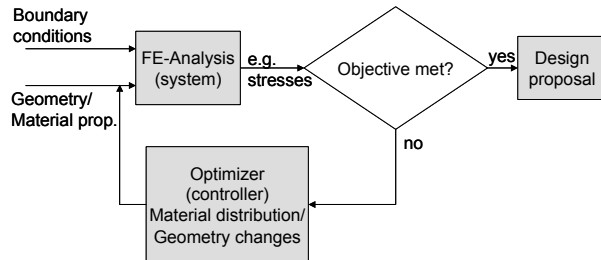 Boundary
conditions
FE-Analysis
(system)
e.g.
stresses
Objective met?
yes
Design
proposal
Geometry/
Material prop.
no
Optimizer
(controller)
Material distribution/
Geometry changes